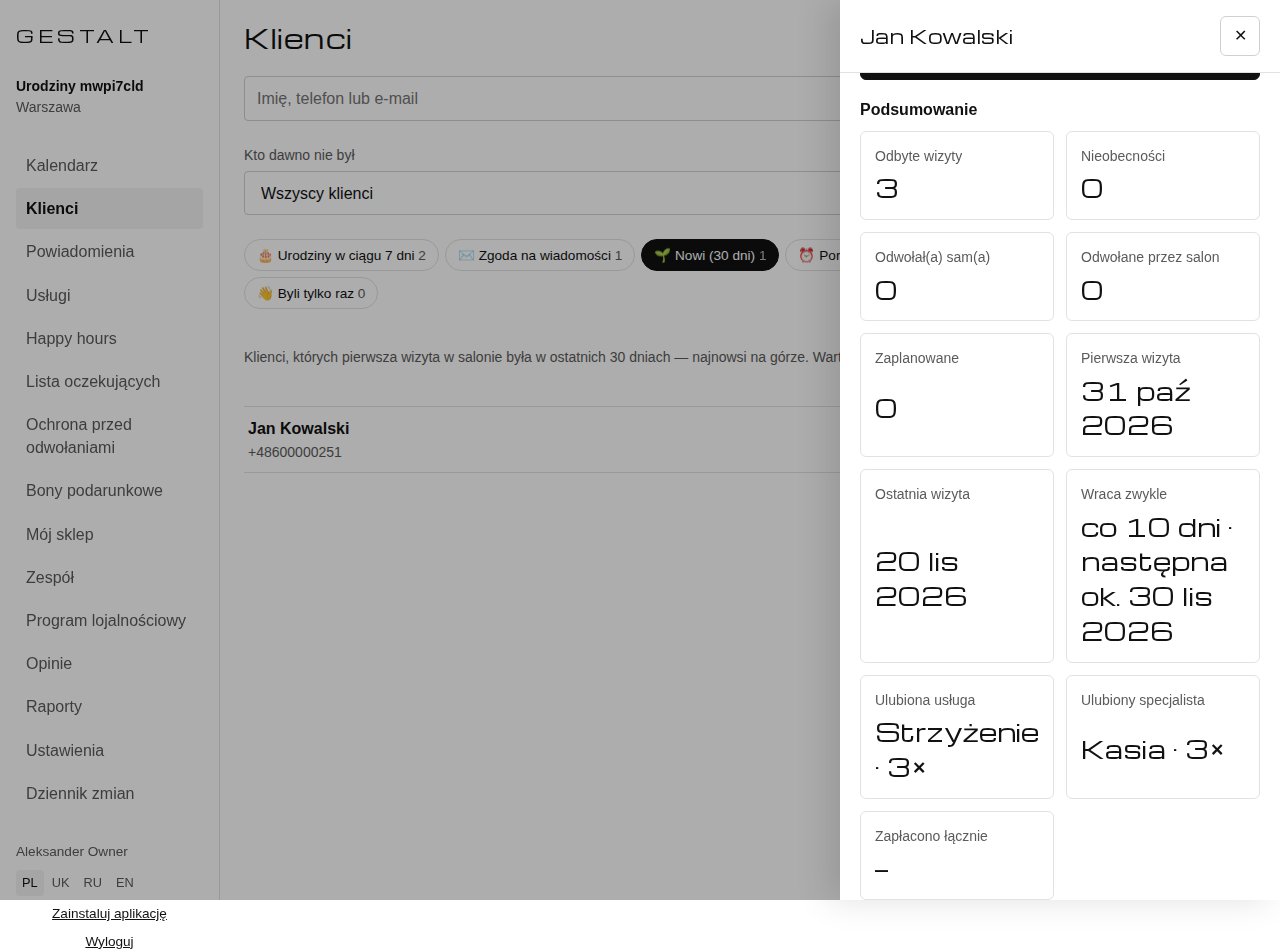 GESTALT
Urodziny mwpi7cld
Warszawa
Kalendarz
Klienci
Powiadomienia
Usługi
Happy hours
Lista oczekujących
Ochrona przed
odwołaniami
Bony podarunkowe
Mój sklep
Zespół
Program lojalnościowy
Opinie
Raporty
Ustawienia
Dziennik zmian
Aleksander Owner
PL UK RU EN
Zainstaluj aplikację
Wyloguj
Klienci
Imię, telefon lub e-mail
Kto dawno nie był
Wszyscy klienci
🎂 Urodziny w ciągu 7 dni 2
✉️ Zgoda na wiadomości 1
🌱 Nowi (30 dni) 1
⏰ Por
👋 Byli tylko raz 0
Klienci, których pierwsza wizyta w salonie była w ostatnich 30 dniach — najnowsi na górze. Wart
Jan Kowalski
+48600000251
Jan Kowalski
✕
Podsumowanie
Odbyte wizyty
3
Nieobecności
0
Odwołał(a) sam(a)
0
Odwołane przez salon
0
Zaplanowane
0
Pierwsza wizyta
31 paź
2026
Ostatnia wizyta
20 lis
2026
Wraca zwykle
co 10 dni ·
następna
ok. 30 lis
2026
Ulubiona usługa
Strzyżenie
· 3×
Ulubiony specjalista
Kasia · 3×
Zapłacono łącznie
—